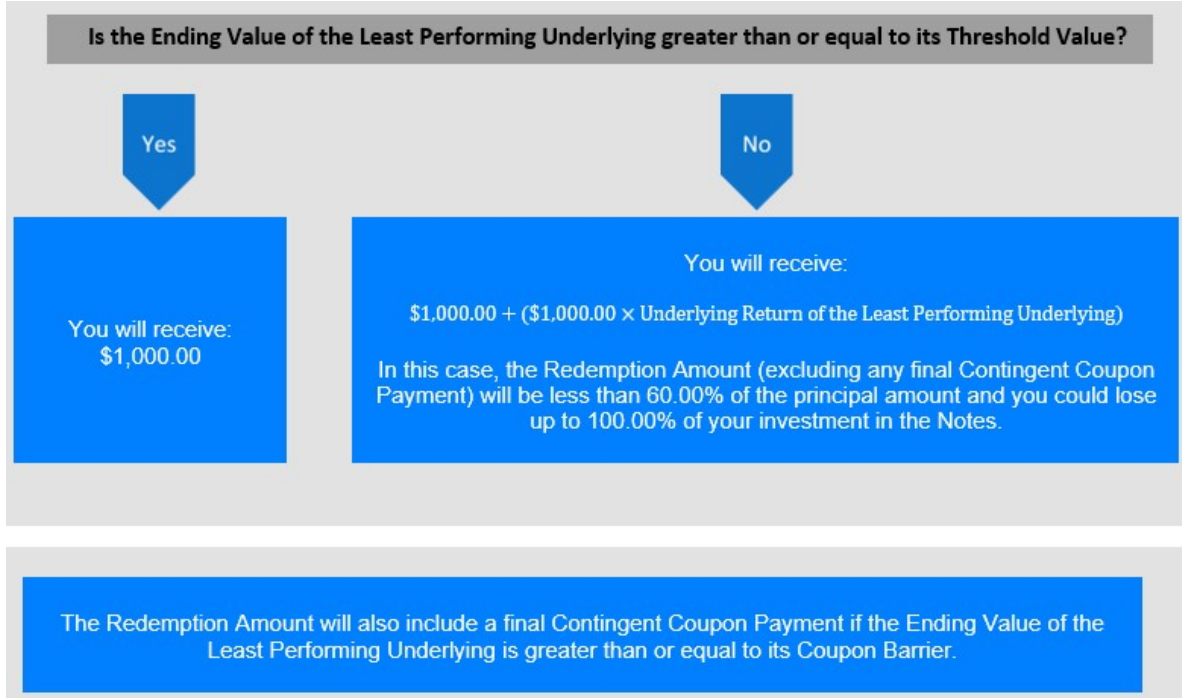 Is the Ending Value of the Least Performing Underlying greater than or equal to its Threshold Value?
Yes
No
You will receive:
$1,000.00
You will receive:
$1,000.00 + ($1,000.00 × Underlying Return of the Least Performing Underlying)
In this case, the Redemption Amount (excluding any final Contingent Coupon
Payment) will be less than 60.00% of the principal amount and you could lose
up to 100.00% of your investment in the Notes.
The Redemption Amount will also include a final Contingent Coupon Payment if the Ending Value of the
Least Performing Underlying is greater than or equal to its Coupon Barrier.